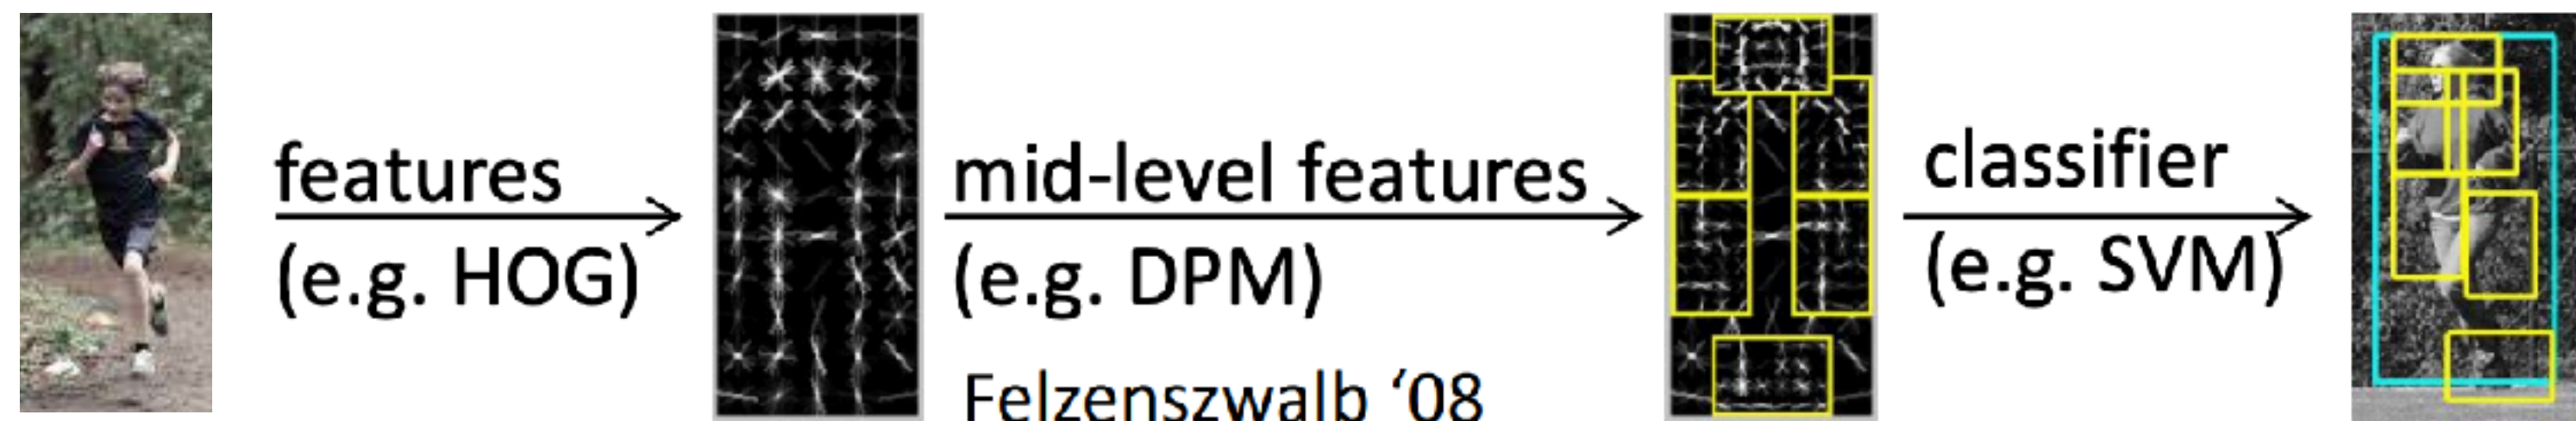 features
(e.g. HOG)
mid-level features
(e.g. DPM)
Felzenszwalb ‘08
classifier
(e.g. SVM)